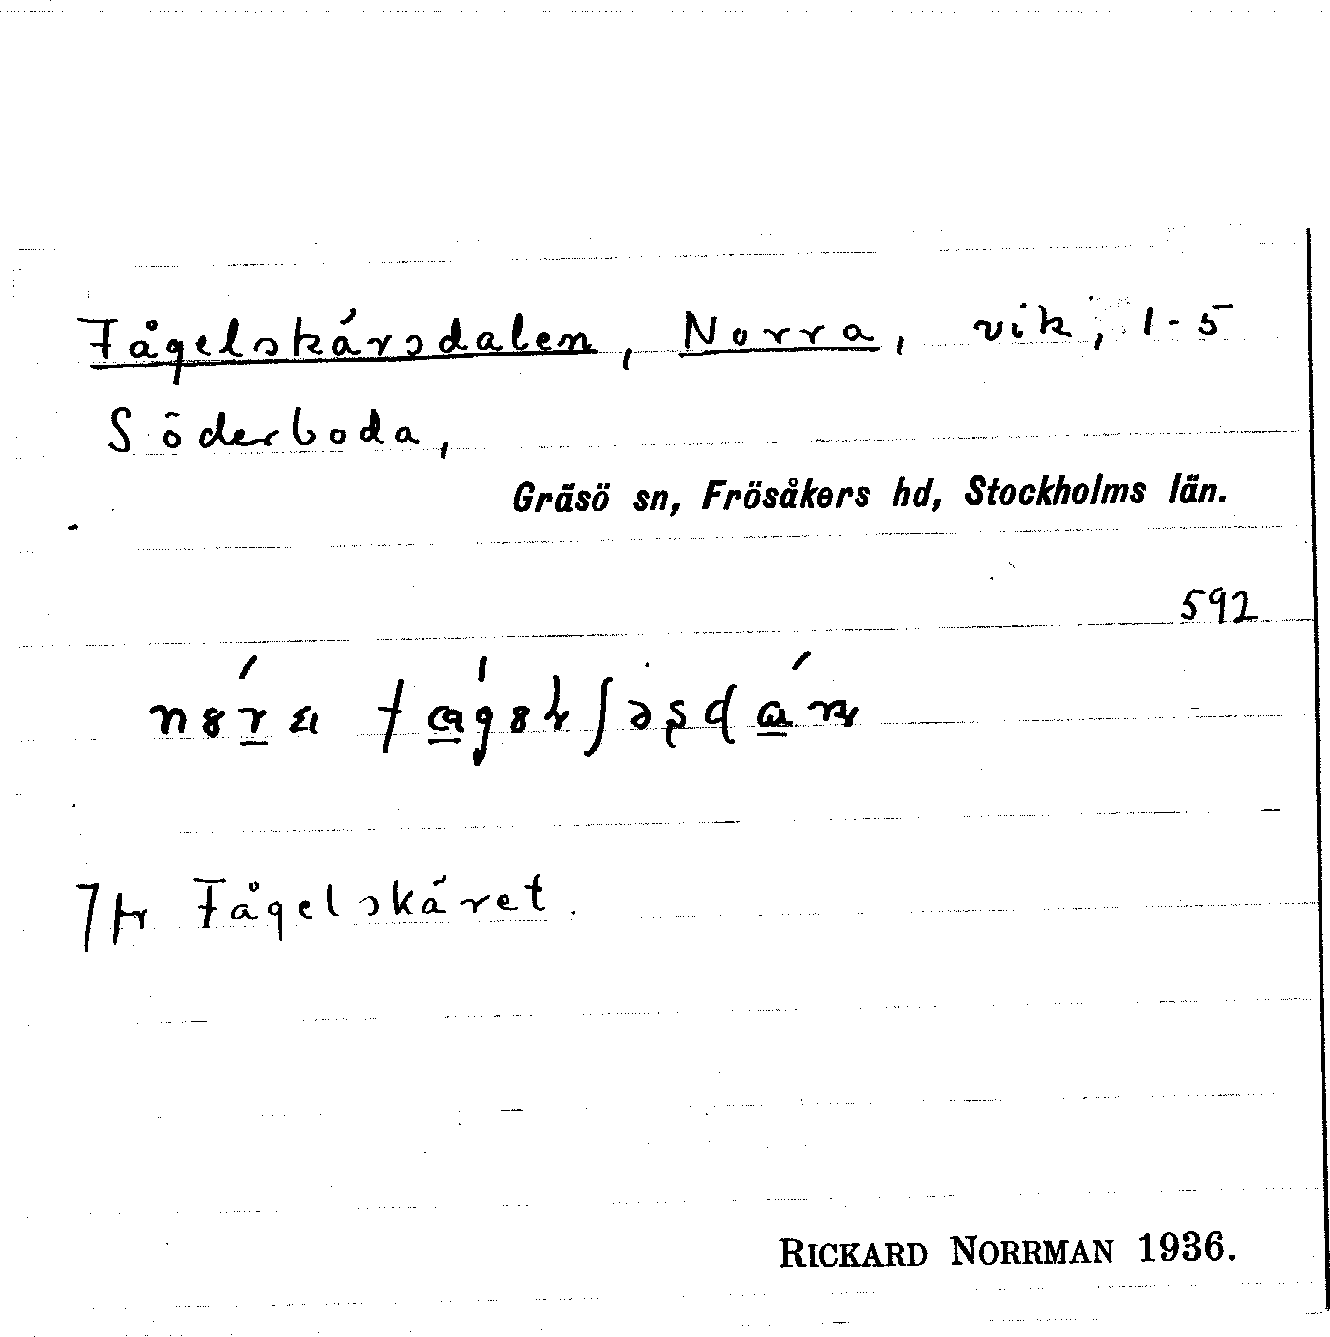 Fågelskärsdalen, Norra, vik, 1-5
Söderboda,
Gräsö sn, Frösåkers hd, Stockholms län.
592
Jfr Fågelskäret.
RICKARD NORRMAN 1936.